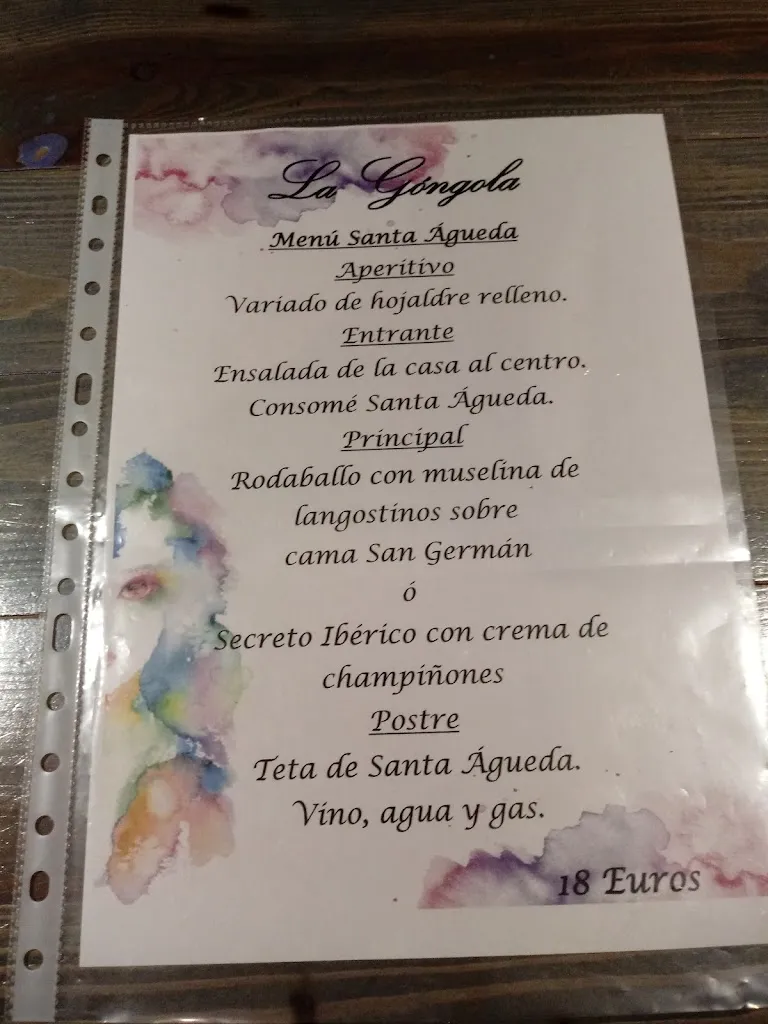 La Góngola
Menú Santa Águeda
Aperitivo
Variado de hojaldre relleno.
Entrante
Ensalada de la casa al centro.
Consomé Santa Águeda.
Principal
Rodaballo con muselina de
langostinos sobre
cama San Germán
ó
Secreto Ibérico con crema de
champiñones
Postre
Teta de Santa Águeda.
Vino, agua y gas.
18 Euros